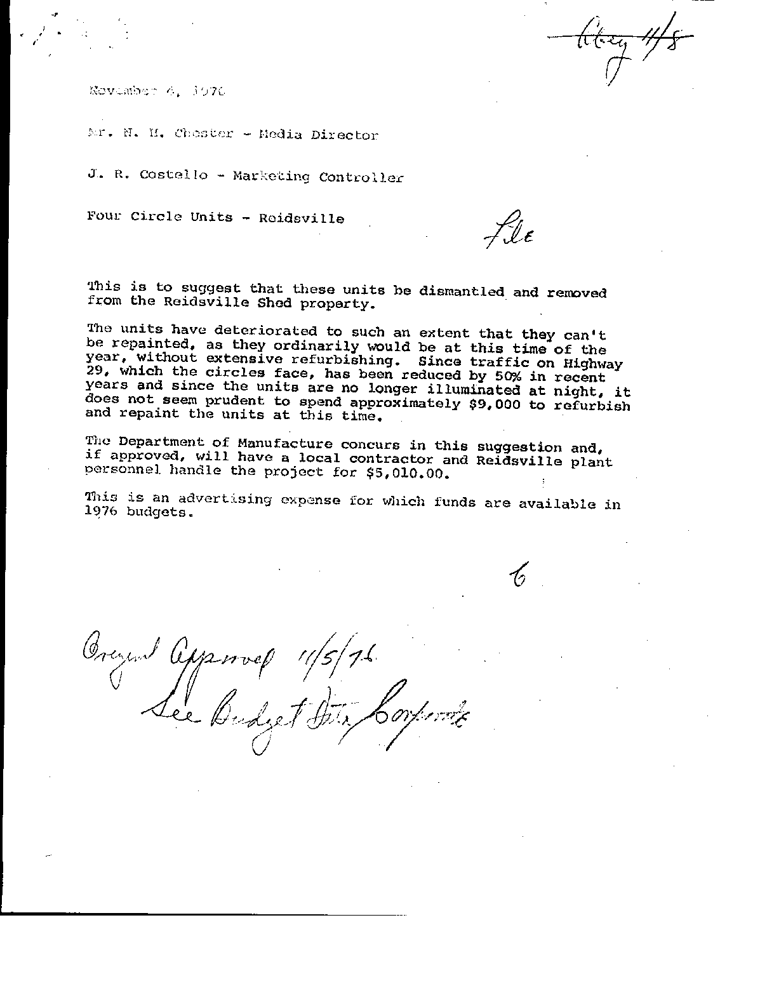 11/8
November 4, 1976
Mr. N. H. Chester - Media Director
J. R. Costello - Marketing Controller
Four Circle Units - Reidsville
File
This is to suggest that these units be dismantled and removed
from the Reidsville Shed property.
The units have deteriorated to such an extent that they can't
be repainted, as they ordinarily would be at this time of the
year, without extensive refurbishing. Since traffic on Highway
29, which the circles face, has been reduced by 50% in recent
years and since the units are no longer illuminated at night, it
does not seem prudent to spend approximately $9,000 to refurbish
and repaint the units at this time.
The Department of Manufacture concurs in this suggestion and,
if approved, will have a local contractor and Reidsville plant
personnel handle the project for $5,010.00.
This is an advertising expense for which funds are available in
1976 budgets.
Original Approved 11/5/76
See Budget File Corporate